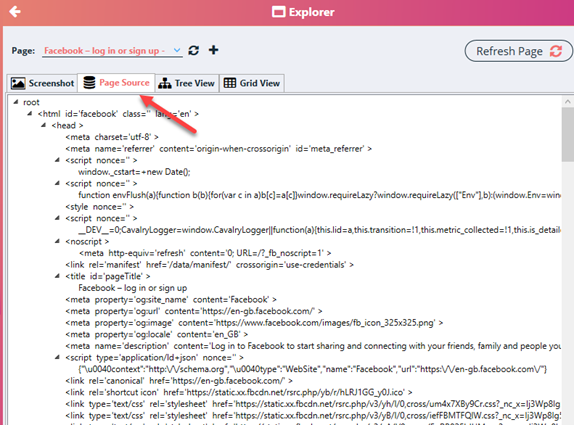 Explorer
Page: Facebook – log in or sign up -
Refresh Page
Screenshot Page Source Tree View Grid View
root
<html id='facebook' class='' lang='en' >
<head >
<meta charset='utf-8' >
<meta name='referrer' content='origin-when-crossorigin' id='meta_referrer' >
<script nonce='' >
window._cstart=+new Date();
<script nonce='' >
function envFlush(a){function b(b){for(var c in a)b[c]=a[c]}window.requireLazy?window.requireLazy(["Env"],b):(window.Env=win
<style nonce='' >
<script nonce='' >
__DEV__=0;CavalryLogger=window.CavalryLogger||function(a){this.lid=a,this.transition=!1,this.metric_collected=!1,this.is_detaile
<noscript >
<meta http-equiv='refresh' content='0; URL=/?_fb_noscript=1' >
<link rel='manifest' href='/data/manifest/' crossorigin='use-credentials' >
<title id='pageTitle' >
Facebook – log in or sign up
<meta property='og:site_name' content='Facebook' >
<meta property='og:url' content='https://en-gb.facebook.com/' >
<meta property='og:image' content='https://www.facebook.com/images/fb_icon_325x325.png' >
<meta property='og:locale' content='en_GB' >
<meta name='description' content='Log in to Facebook to start sharing and connecting with your friends, family and people you
<script type='application/ld+json' nonce='' >
{"\u0040context":"http:\/\/schema.org","\u0040type":"WebSite","name":"Facebook","url":"https:\/\/en-gb.facebook.com\/"}
<link rel='canonical' href='https://en-gb.facebook.com/' >
<link rel='shortcut icon' href='https://static.xx.fbcdn.net/rsrc.php/yb/r/hLRJ1GG_y0J.ico' >
<link type='text/css' rel='stylesheet' href='https://static.xx.fbcdn.net/rsrc.php/v3/yh/l/0,cross/um4x7XBy9Cr.css?_nc_x=Ij3Wp8lg
<link type='text/css' rel='stylesheet' href='https://static.xx.fbcdn.net/rsrc.php/v3/yB/l/0,cross/iefFBMTFQIW.css?_nc_x=Ij3Wp8lg5